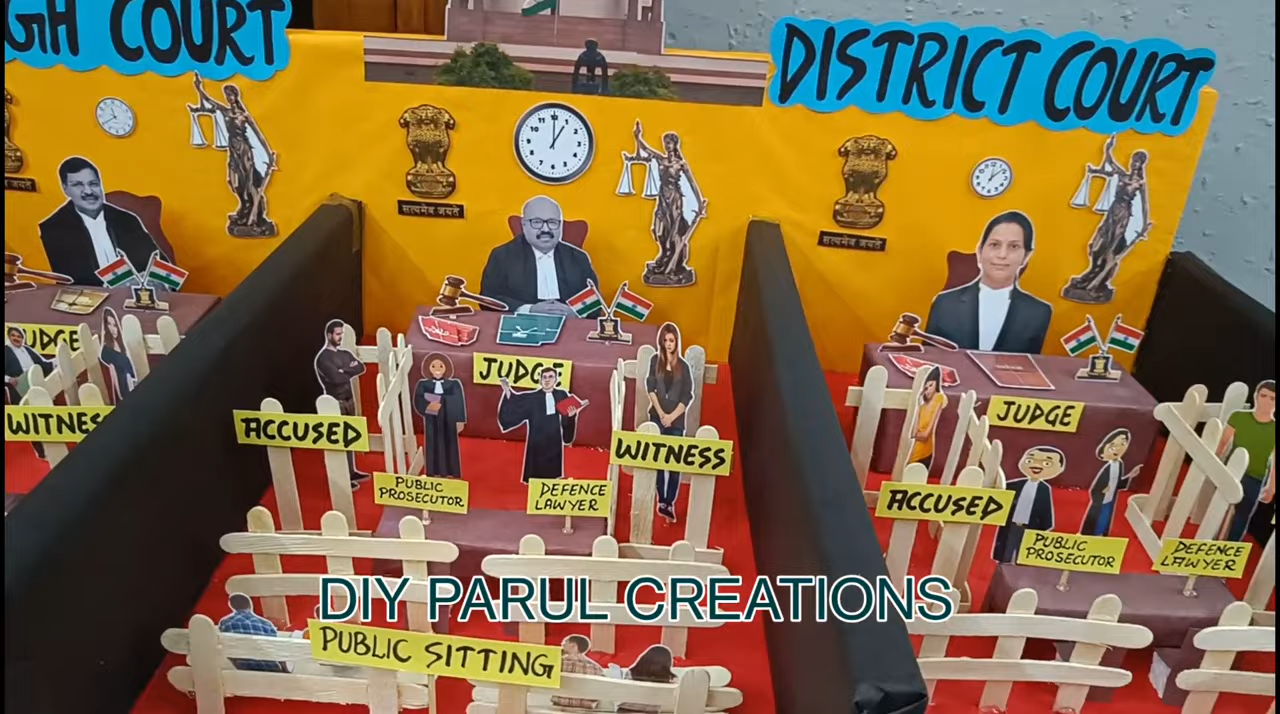 GH COURT
DISTRICT COURT
सत्यमेव जयते
सत्यमेव जयते
JUDGE
JUDGE
JUDGE
WITNESS
ACCUSED
WITNESS
ACCUSED
PUBLIC
PROSECUTOR
DEFENCE
LAWYER
PUBLIC
PROSECUTOR
DEFENCE
LAWYER
DIY PARUL CREATIONS
PUBLIC SITTING